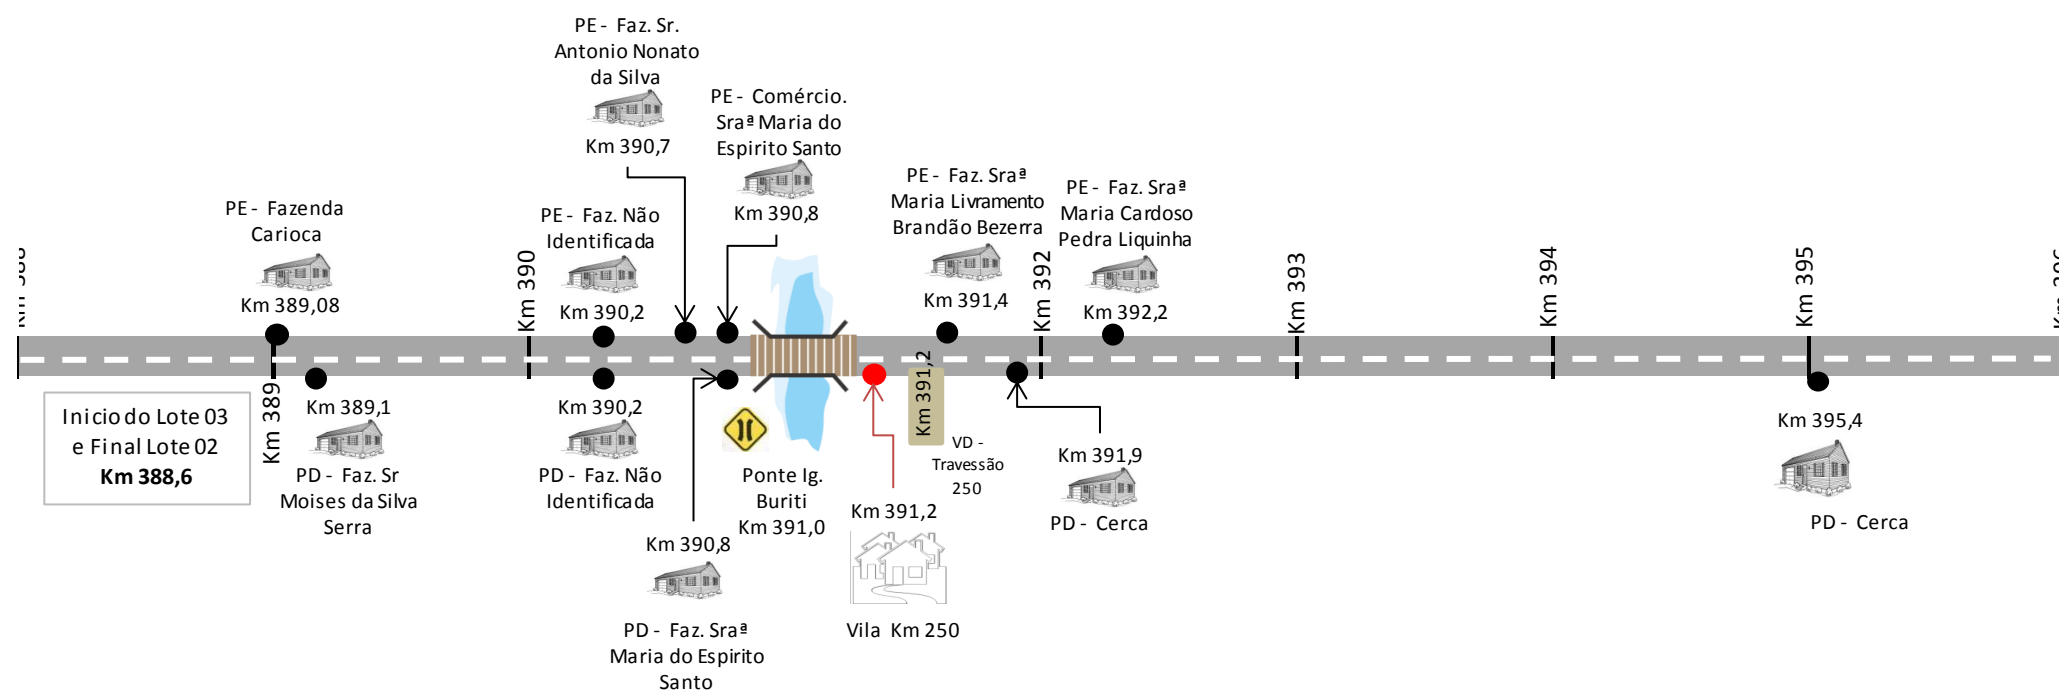 PE - Faz. Sr.
Antonio Nonato
da Silva
Km 390,7
PE - Comércio.
Sraª Maria do
Espirito Santo
Km 390,8
PE - Fazenda
Carioca
Km 389,08
PE - Faz. Não
Identificada
Km 390,2
PE - Faz. Sraª
Maria Livramento
Brandão Bezerra
Km 391,4
PE - Faz. Sraª
Maria Cardoso
Pedra Liquinha
Km 392,2
Km 390
Km 392
Km 393
Km 394
Km 395
Km 389
Km 391,2
Inicio do Lote 03
e Final Lote 02
Km 388,6
Km 389,1
PD - Faz. Sr
Moises da Silva
Serra
Km 390,2
PD - Faz. Não
Identificada
Km 390,8
PD - Faz. Sraª
Maria do Espirito
Santo
Ponte Ig.
Buriti
Km 391,0
Km 391,2
Vila Km 250
VD -
Travessão
250
Km 391,9
PD - Cerca
Km 395,4
PD - Cerca